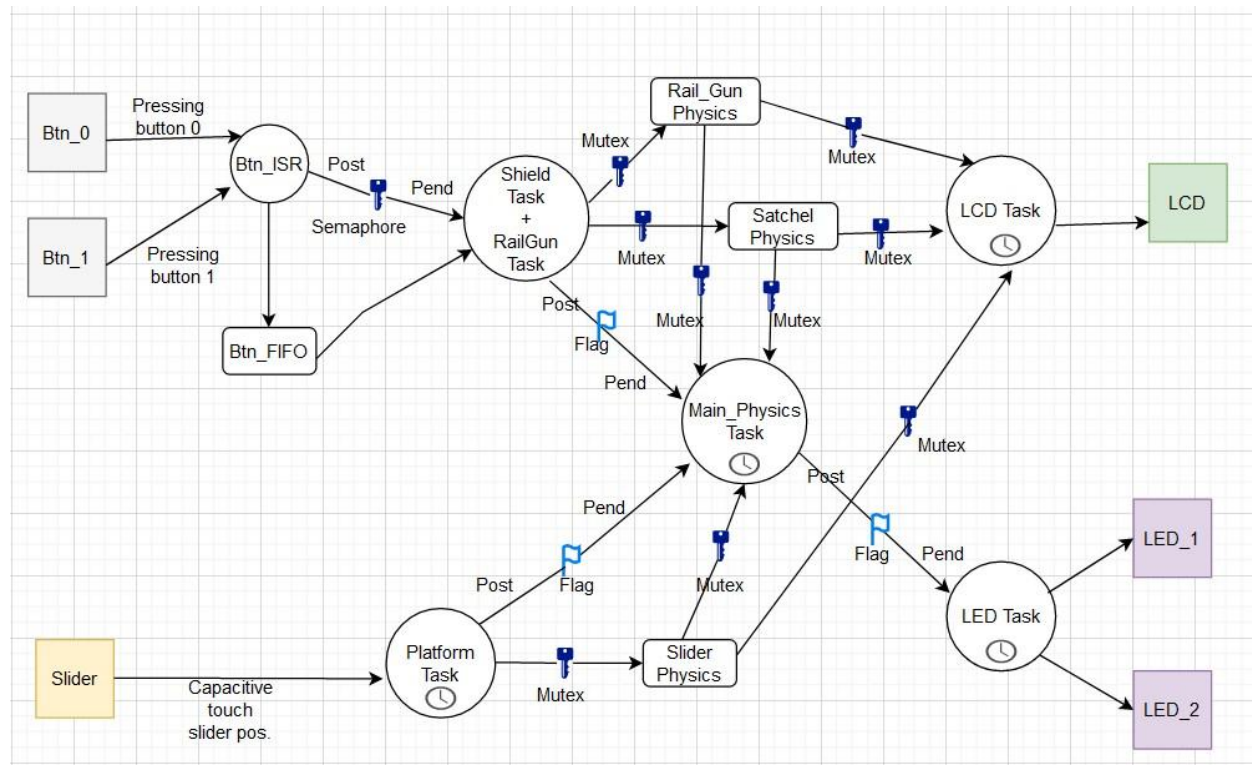 Btn_0
Pressing
button 0
Btn_1
Pressing
button 1
Btn_ISR
Post
Pend
Semaphore
Btn_FIFO
Shield
Task
+
RailGun
Task
Mutex
Rail_Gun
Physics
Mutex
Mutex
Satchel
Physics
Mutex
LCD Task
LCD
Post
Flag
Pend
Mutex
Mutex
Main_Physics
Task
Mutex
Post
Flag
Pend
Pend
Post
Flag
Mutex
LED Task
LED_1
LED_2
Slider
Capacitive
touch
slider pos.
Platform
Task
Mutex
Slider
Physics